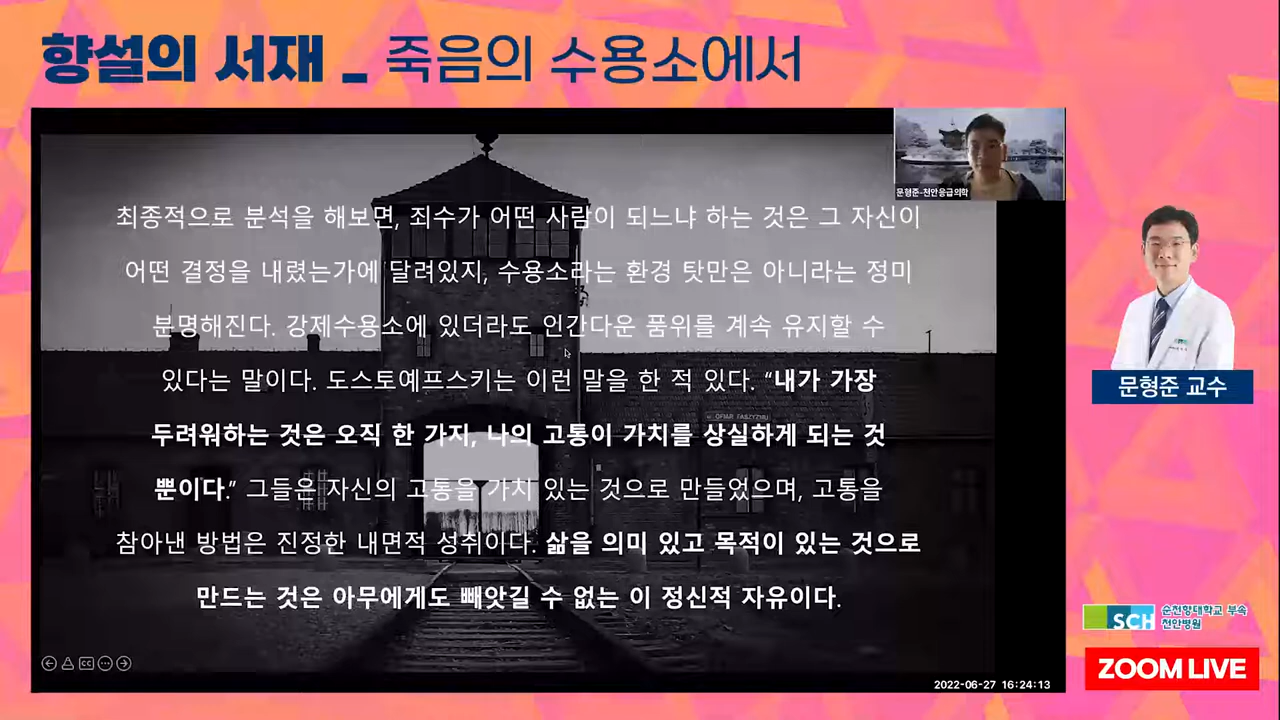 향설의 서재 _ 죽음의 수용소에서
문형준-천안응급의학
최종적으로 분석을 해보면, 죄수가 어떤 사람이 되느냐 하는 것은 그 자신이
어떤 결정을 내렸는가에 달려있지, 수용소라는 환경 탓만은 아니라는 정미
분명해진다. 강제수용소에 있더라도 인간다운 품위를 계속 유지할 수
있다는 말이다. 도스토예프스키는 이런 말을 한 적 있다. “내가 가장
두려워하는 것은 오직 한 가지, 나의 고통이 가치를 상실하게 되는 것
뿐이다.” 그들은 자신의 고통을 가치 있는 것으로 만들었으며, 고통을
참아낸 방법은 진정한 내면적 성취이다. 삶을 의미 있고 목적이 있는 것으로
만드는 것은 아무에게도 빼앗길 수 없는 이 정신적 자유이다.
OFIAR FASZYZMU
CC
2022-06-27 16:24:13
문형준 교수
SCH 순천향대학교 부속
천안병원
ZOOM LIVE